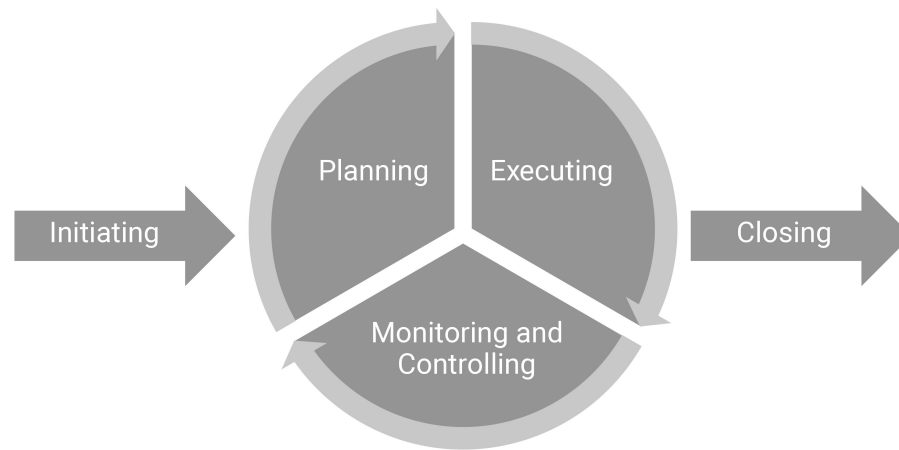 Initiating
Planning
Executing
Monitoring and
Controlling
Closing